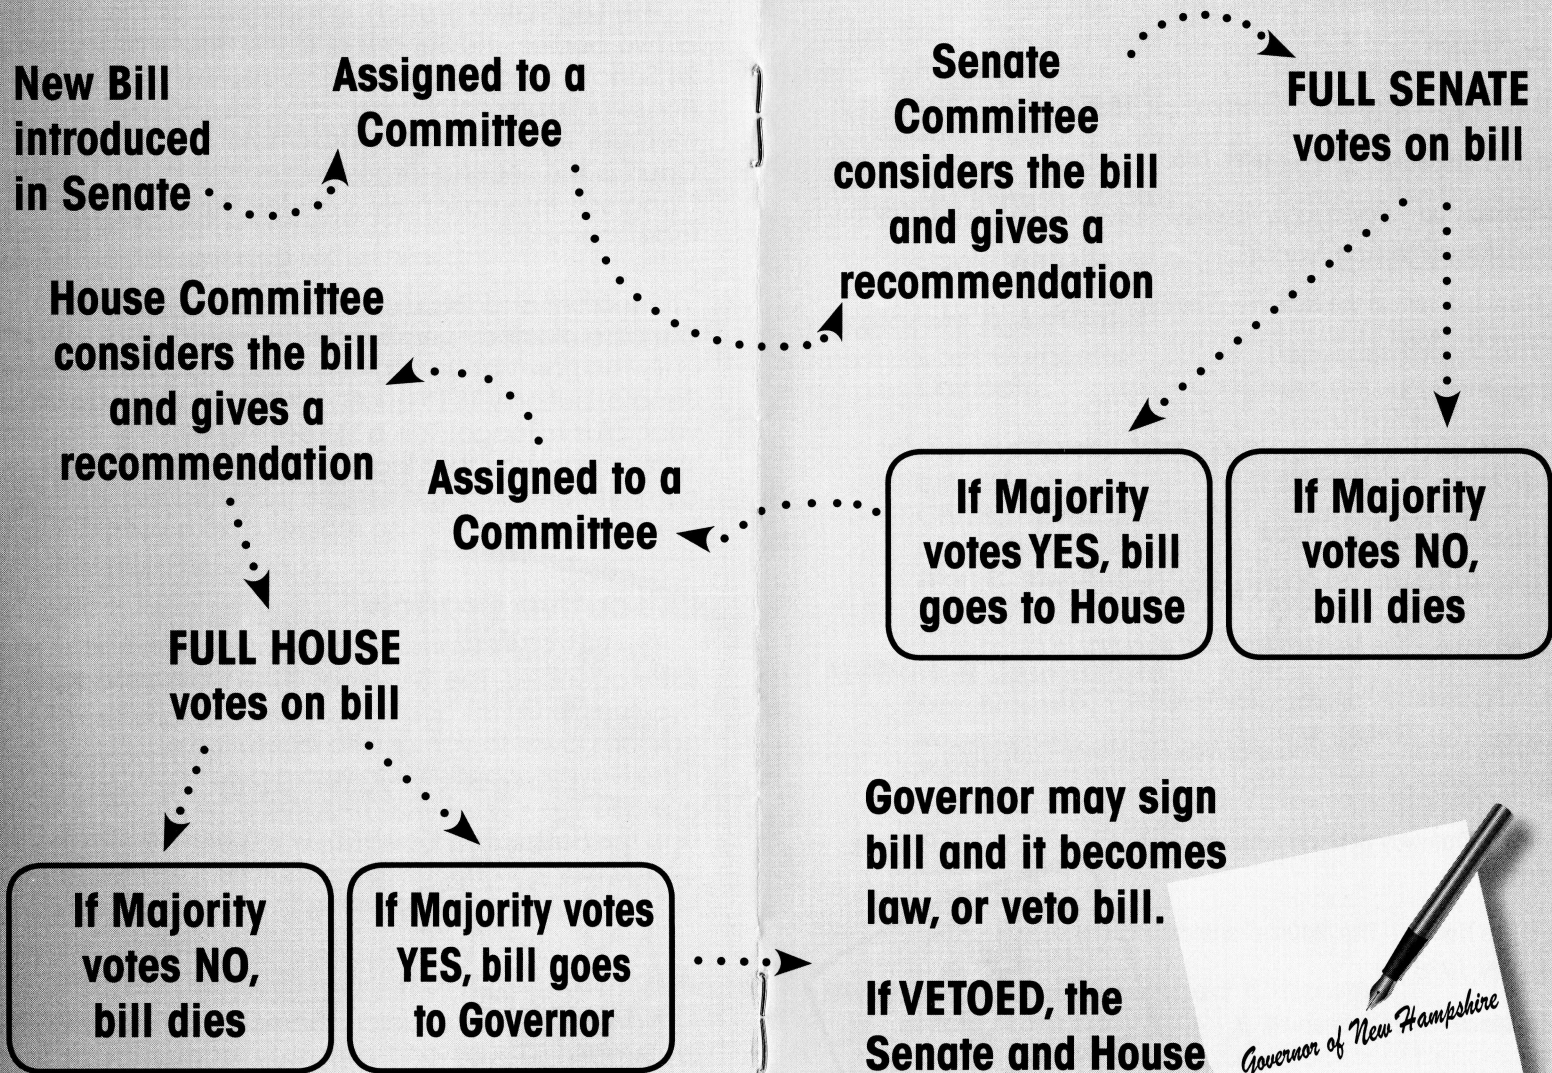 New Bill
introduced
in Senate
Assigned to a
Committee
Senate
Committee
considers the bill
and gives a
recommendation
FULL SENATE
votes on bill
If Majority
votes YES, bill
goes to House
If Majority
votes NO,
bill dies
Assigned to a
Committee
House Committee
considers the bill
and gives a
recommendation
FULL HOUSE
votes on bill
If Majority
votes NO,
bill dies
If Majority votes
YES, bill goes
to Governor
Governor may sign
bill and it becomes
law, or veto bill.
If VETOED, the
Senate and House
Governor of New Hampshire